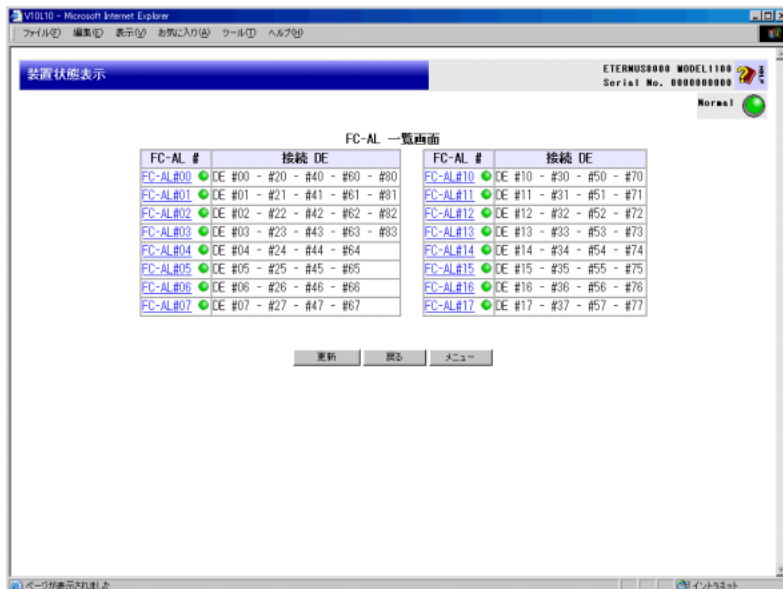 V10L10 - Microsoft Internet Explorer
ファイル(F) 編集(E) 表示(V) お気に入り(A) ツール(T) ヘルプ(H)
装置状態表示
ETERNUS8000 MODEL1100
Serial No. 0000000000
Normal
FC-AL 一覧画面
FC-AL # 接続 DE FC-AL # 接続 DE
FC-AL#00 DE #00 - #20 - #40 - #60 - #80 FC-AL#10 DE #10 - #30 - #50 - #70
FC-AL#01 DE #01 - #21 - #41 - #61 - #81 FC-AL#11 DE #11 - #31 - #51 - #71
FC-AL#02 DE #02 - #22 - #42 - #62 - #82 FC-AL#12 DE #12 - #32 - #52 - #72
FC-AL#03 DE #03 - #23 - #43 - #63 - #83 FC-AL#13 DE #13 - #33 - #53 - #73
FC-AL#04 DE #04 - #24 - #44 - #64 FC-AL#14 DE #14 - #34 - #54 - #74
FC-AL#05 DE #05 - #25 - #45 - #65 FC-AL#15 DE #15 - #35 - #55 - #75
FC-AL#06 DE #06 - #26 - #46 - #66 FC-AL#16 DE #16 - #36 - #56 - #76
FC-AL#07 DE #07 - #27 - #47 - #67 FC-AL#17 DE #17 - #37 - #57 - #77
更新 戻る メニュー
ページが表示されました イントラネット